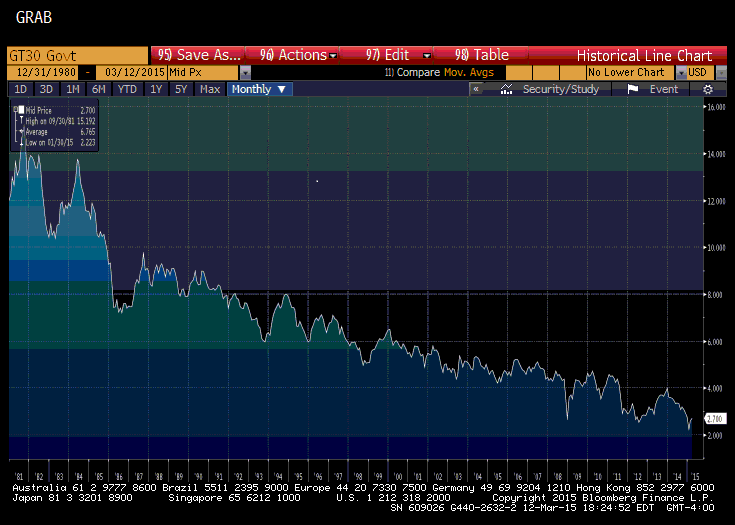 GRAB
GT30 Govt 95) Save As... 96) Actions 97) Edit 98) Table Historical Line Chart
12/31/1980 - 03/12/2015 Mid Px 11) Compare Mov. Avgs No Lower Chart USD
1D 3D 1M 6M YTD 1Y 5Y Max Monthly ▼ « Security/Study Event
Mid Price 2.700
High on 09/30/81 15.192
Average 6.765
Low on 01/30/15 2.223
16.000
14.000
12.000
10.000
8.000
6.000
4.000
2.700
2.000
'81 '82 '83 '84 '85 '86 '87 '88 '89 '90 '91 '92 '93 '94 '95 '96 '97 '98 '99 '00 '01 '02 '03 '04 '05 '06 '07 '08 '09 '10 '11 '12 '13 '14 2015
Australia 61 2 9777 8600 Brazil 5511 2395 9000 Europe 44 20 7330 7500 Germany 49 69 9204 1210 Hong Kong 852 2977 6000
Japan 81 3 3201 8900 Singapore 65 6212 1000 U.S. 1 212 318 2000 Copyright 2015 Bloomberg Finance L.P.
SN 609026 G440-2632-2 12-Mar-15 18:24:52 EDT GMT-4:00